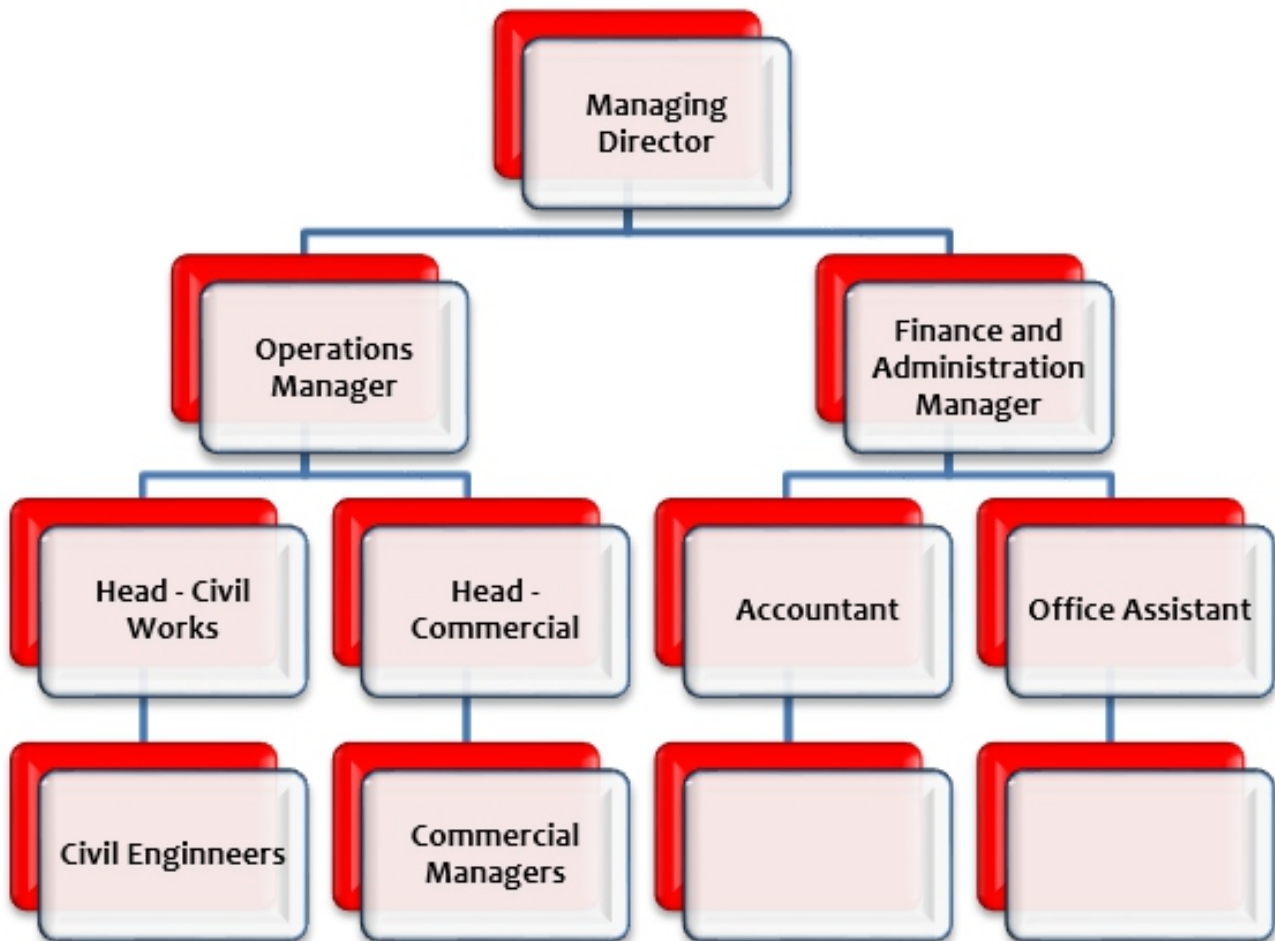 Managing
Director
Operations
Manager
Finance and
Administration
Manager
Head - Civil
Works
Head -
Commercial
Accountant
Office Assistant
Civil Enginneers
Commercial
Managers